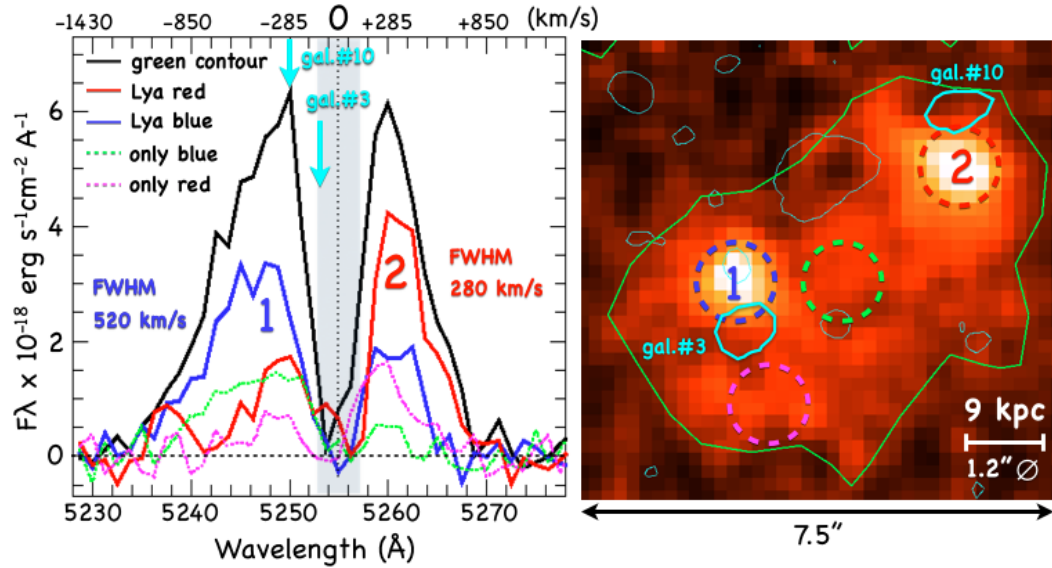 -1430 -850 -285 0 +285 +850 (km/s)
green contour
Lya red
Lya blue
only blue
only red
gal.#10
gal.#3
FWHM
520 km/s
1
2
FWHM
280 km/s
6
4
2
0
Fλ x 10⁻¹⁸ erg s⁻¹cm⁻² A⁻¹
5230 5240 5250 5260 5270
Wavelength (Å)
gal.#10
2
1
gal.#3
9 kpc
1.2” ∅
7.5”